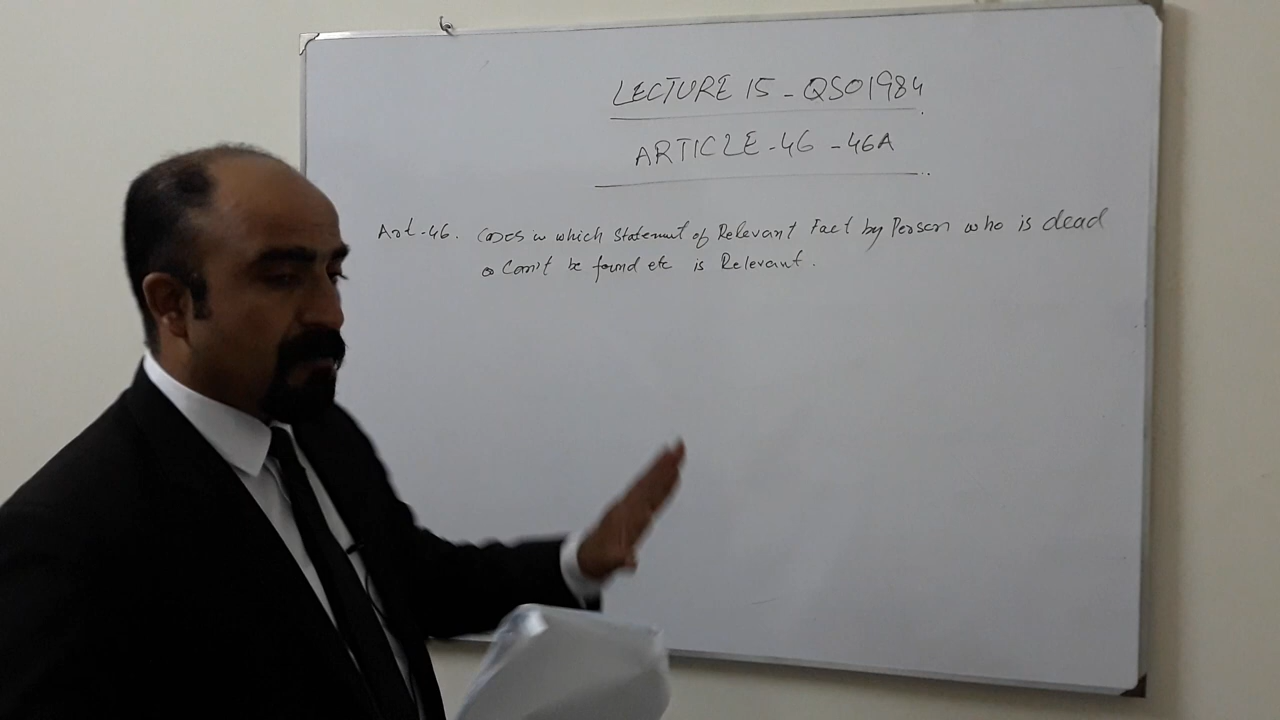 LECTURE 15 - QSO1984
ARTICLE - 46 - 46A
Art - 46. Cases in which Statement of Relevant Fact by Person who is dead
or Can't be found etc is Relevant.